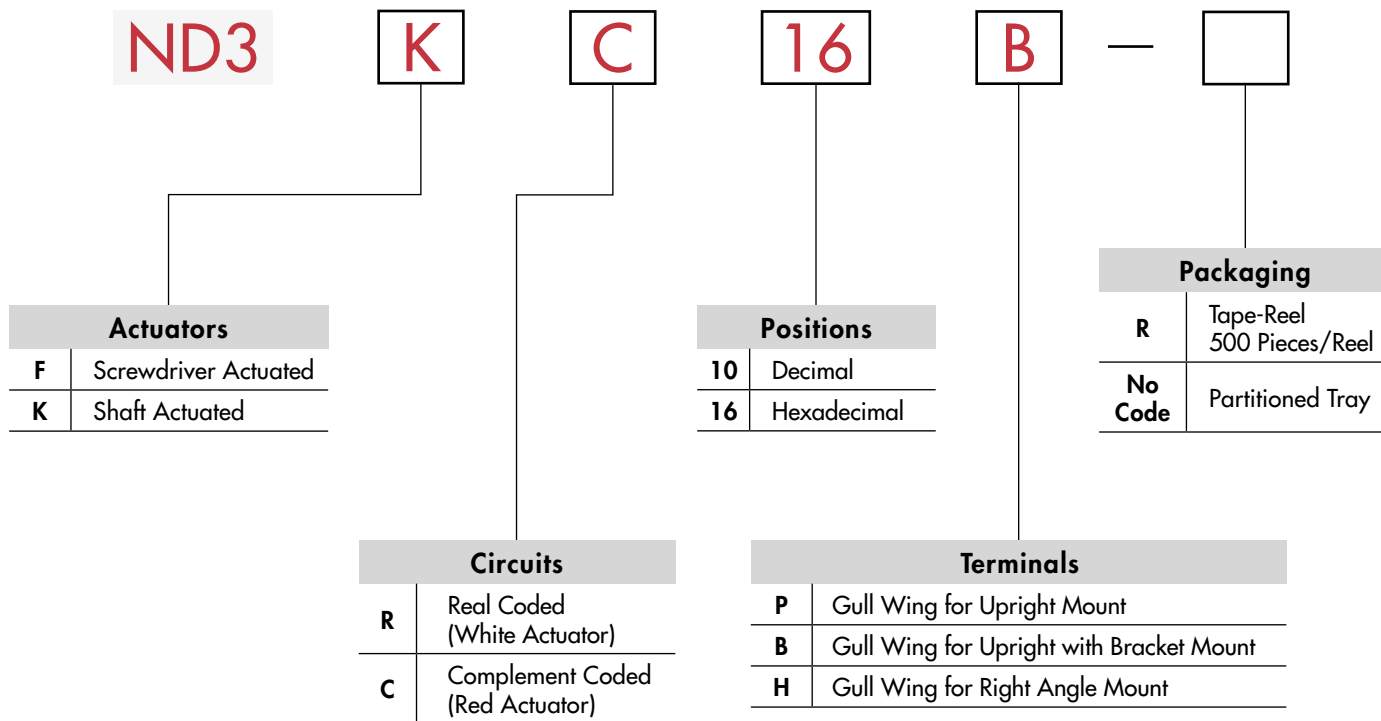 ND3 K C 16 B —
Packaging
R Tape-Reel
500 Pieces/Reel
No
Code Partitioned Tray
Actuators
F Screwdriver Actuated
K Shaft Actuated
Positions
10 Decimal
16 Hexadecimal
Circuits
R Real Coded
(White Actuator)
C Complement Coded
(Red Actuator)
Terminals
P Gull Wing for Upright Mount
B Gull Wing for Upright with Bracket Mount
H Gull Wing for Right Angle Mount